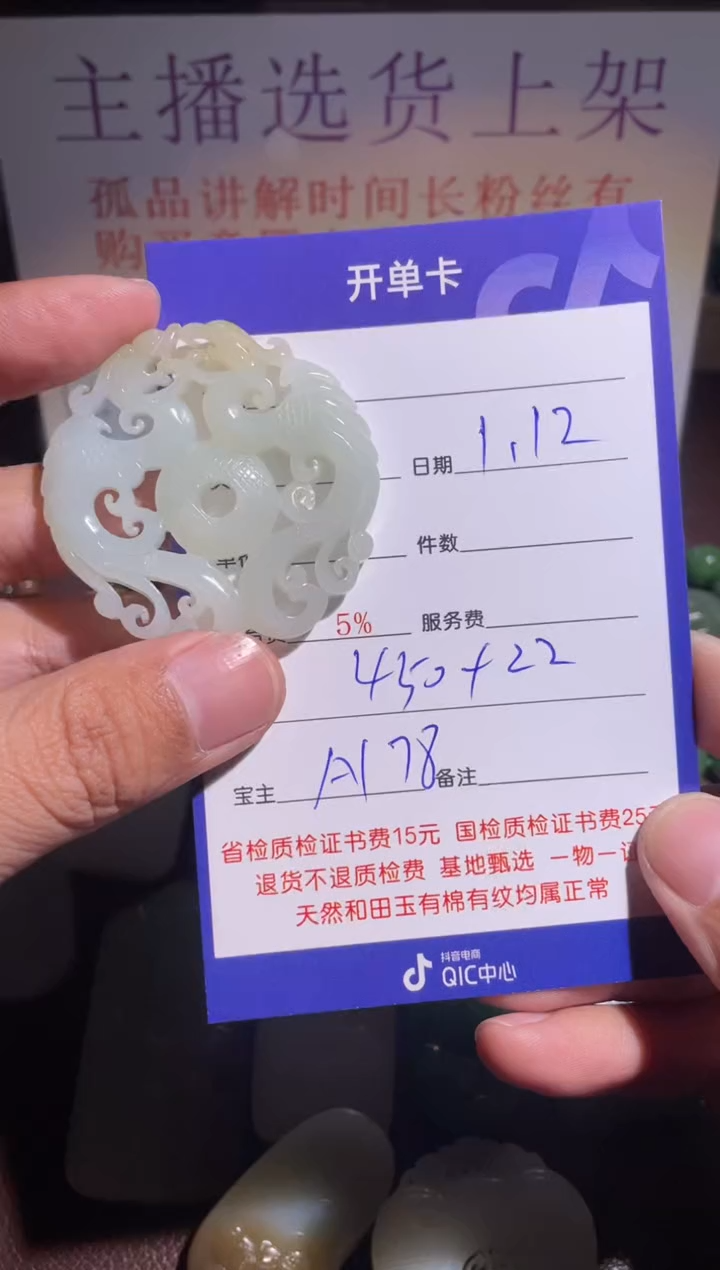 主播选货上架
孤品讲解时间长粉丝有
购
开单卡
日期 1.12
件数
5% 服务费
450+22
宝主 A178 备注
省检质检证书费15元 国检质检证书费25
退货不退质检费 基地甄选 一物一证
天然和田玉有棉有纹均属正常
抖音电商
QIC中心